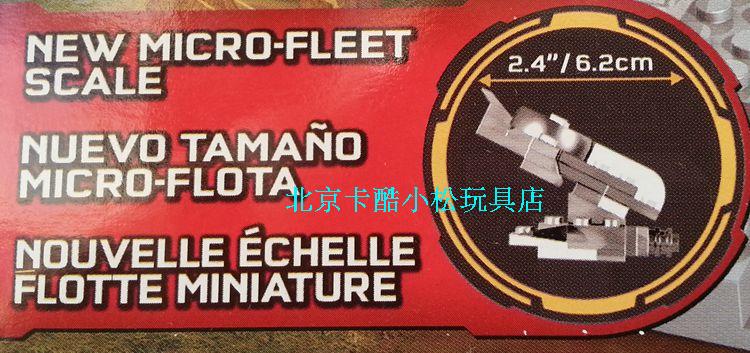 NEW MICRO-FLEET
SCALE
NUEVO TAMAÑO
MICRO-FLOTA
NOUVELLE ÉCHELLE
FLOTTE MINIATURE
2.4"/6.2cm
北京卡酷小松玩具店